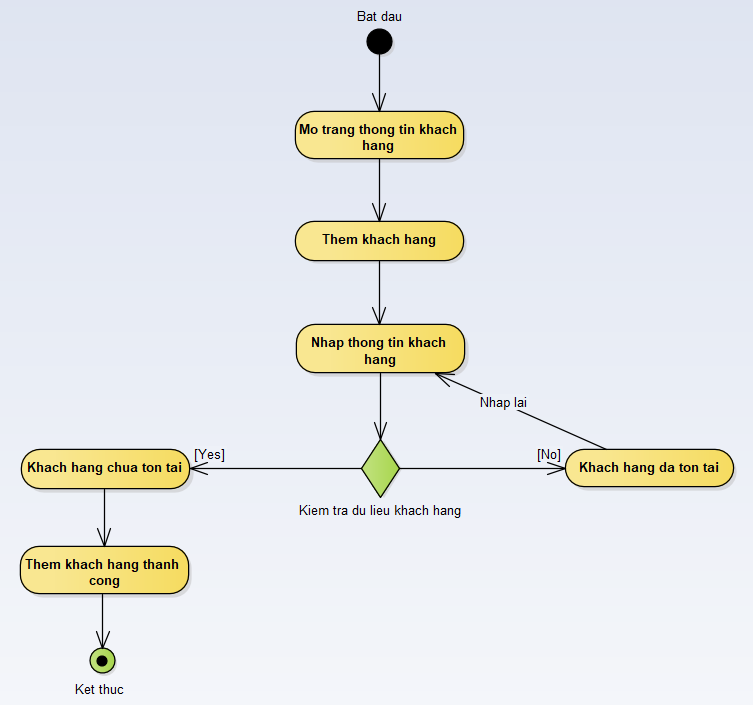 Bat dau
Mo trang thong tin khach
hang
Them khach hang
Nhap thong tin khach
hang
Nhap lai
[Yes]
[No]
Khach hang chua ton tai
Khach hang da ton tai
Kiem tra du lieu khach hang
Them khach hang thanh
cong
Ket thuc